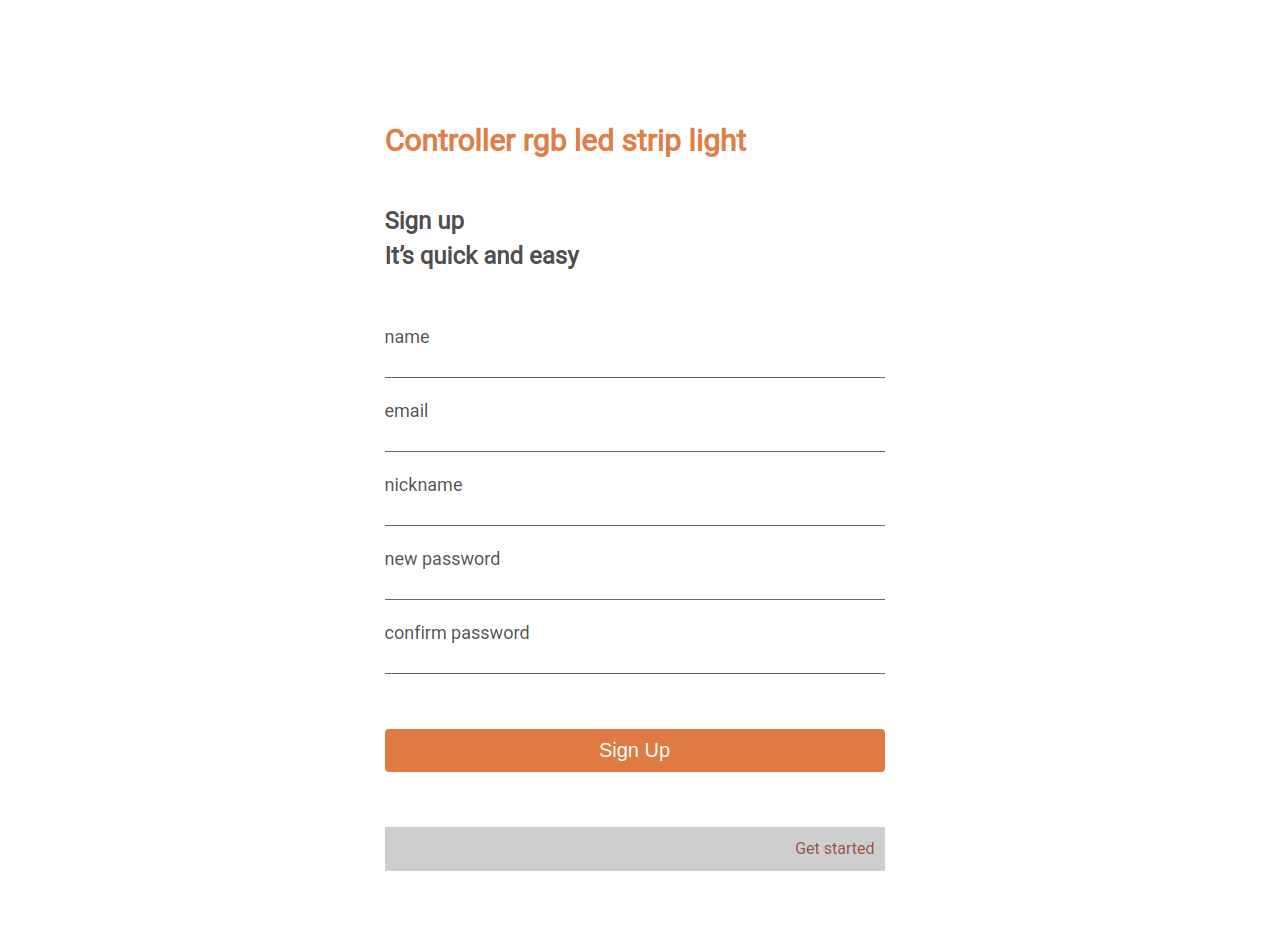 Controller rgb led strip light
Sign up
It’s quick and easy
name
email
nickname
new password
confirm password
Sign Up
Get started